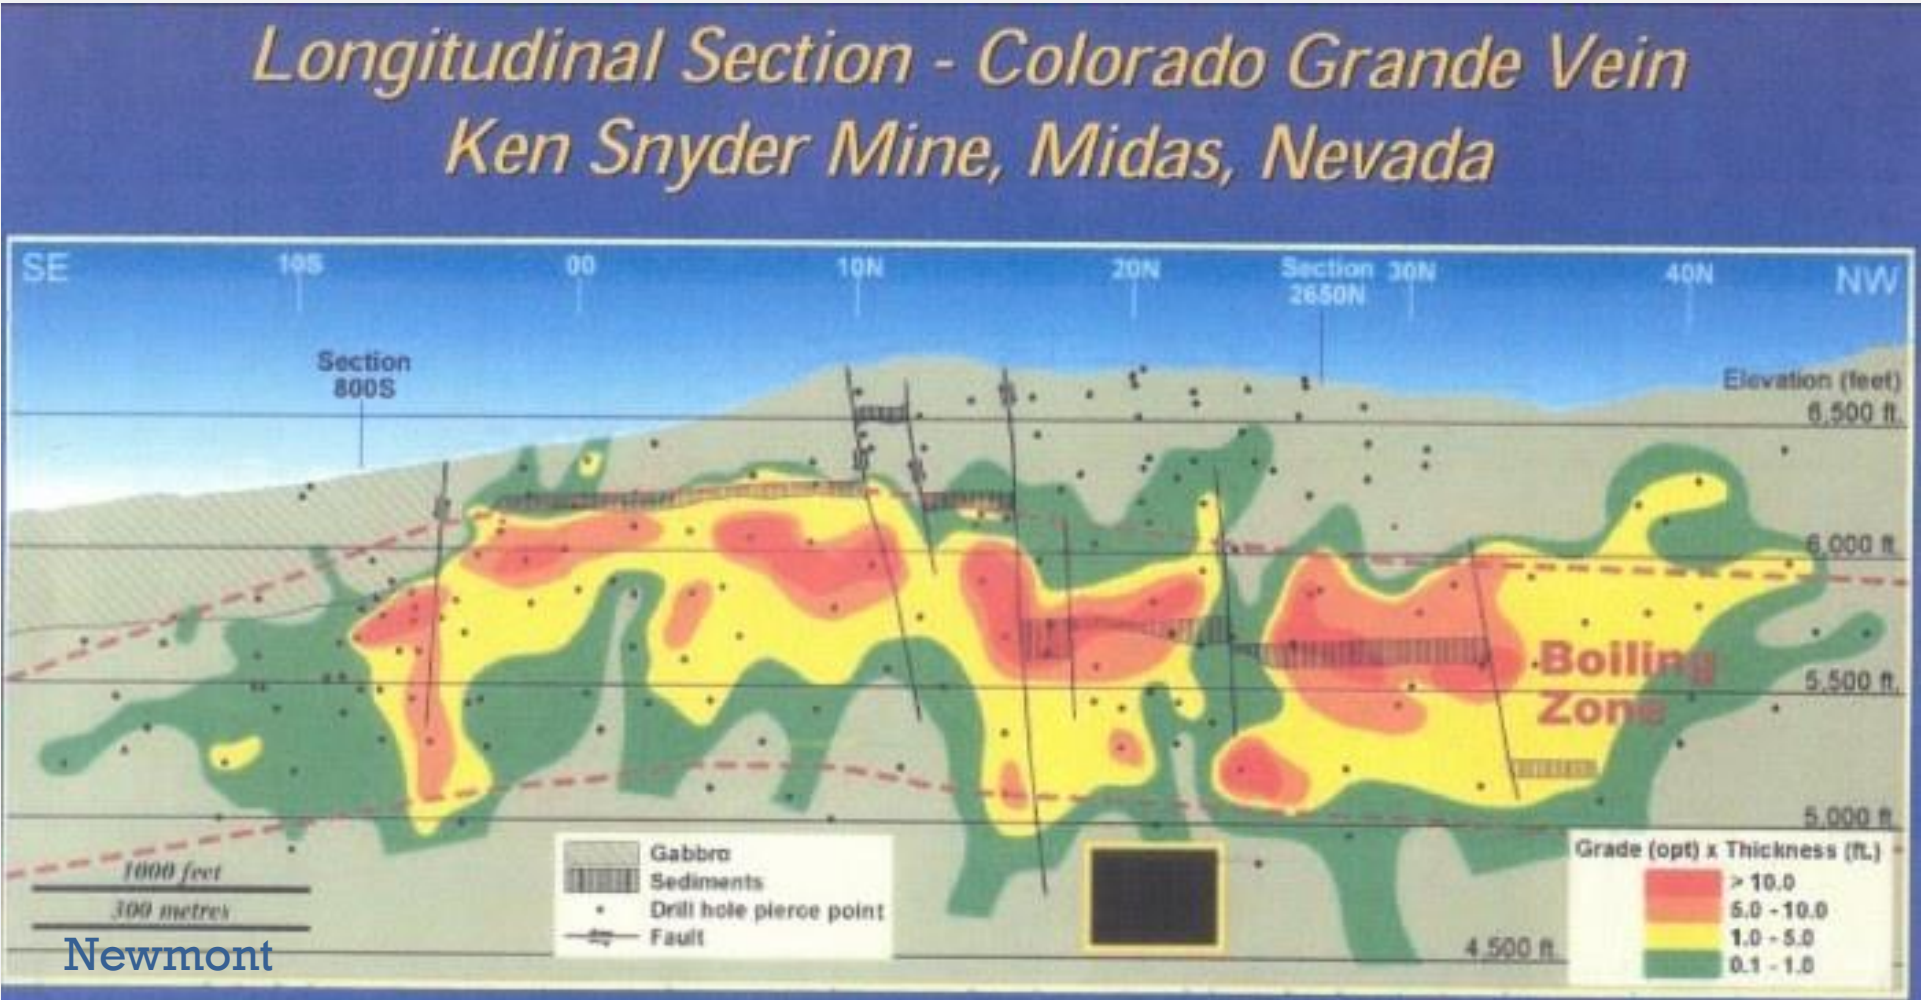 Longitudinal Section - Colorado Grande Vein
Ken Snyder Mine, Midas, Nevada
SE
10S
00
10N
20N
Section
2650N
30N
40N
NW
Section
800S
Elevation (feet)
6,500 ft.
6,000 ft.
Boiling
Zone
5,500 ft.
5,000 ft.
4,500 ft.
1000 feet
300 metres
Newmont
Gabbro
Sediments
Drill hole pierce point
Fault
Grade (opt) x Thickness (ft.)
> 10.0
5.0 - 10.0
1.0 - 5.0
0.1 - 1.0